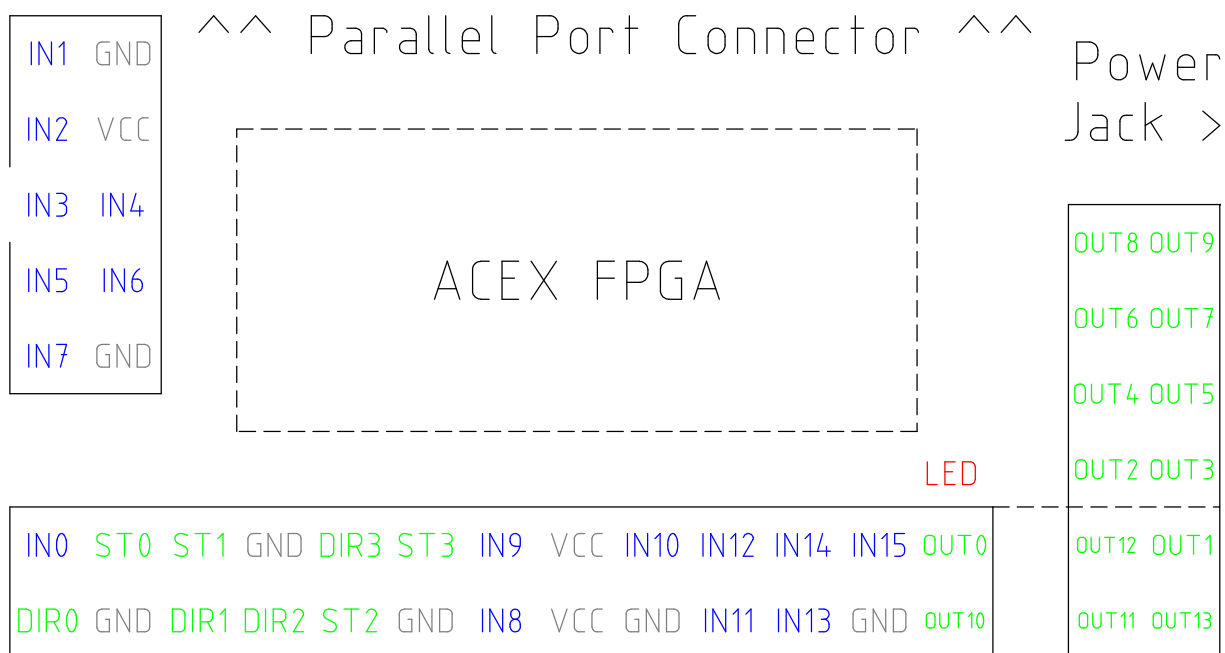 ^^ Parallel Port Connector ^^
Power
Jack >
IN1 GND
IN2 VCC
IN3 IN4
IN5 IN6
IN7 GND
ACEX FPGA
OUT8 OUT9
OUT6 OUT7
OUT4 OUT5
OUT2 OUT3
LED
IN0 ST0 ST1 GND DIR3 ST3 IN9 VCC IN10 IN12 IN14 IN15 OUT0
DIR0 GND DIR1 DIR2 ST2 GND IN8 VCC GND IN11 IN13 GND OUT10
OUT12 OUT1
OUT11 OUT13